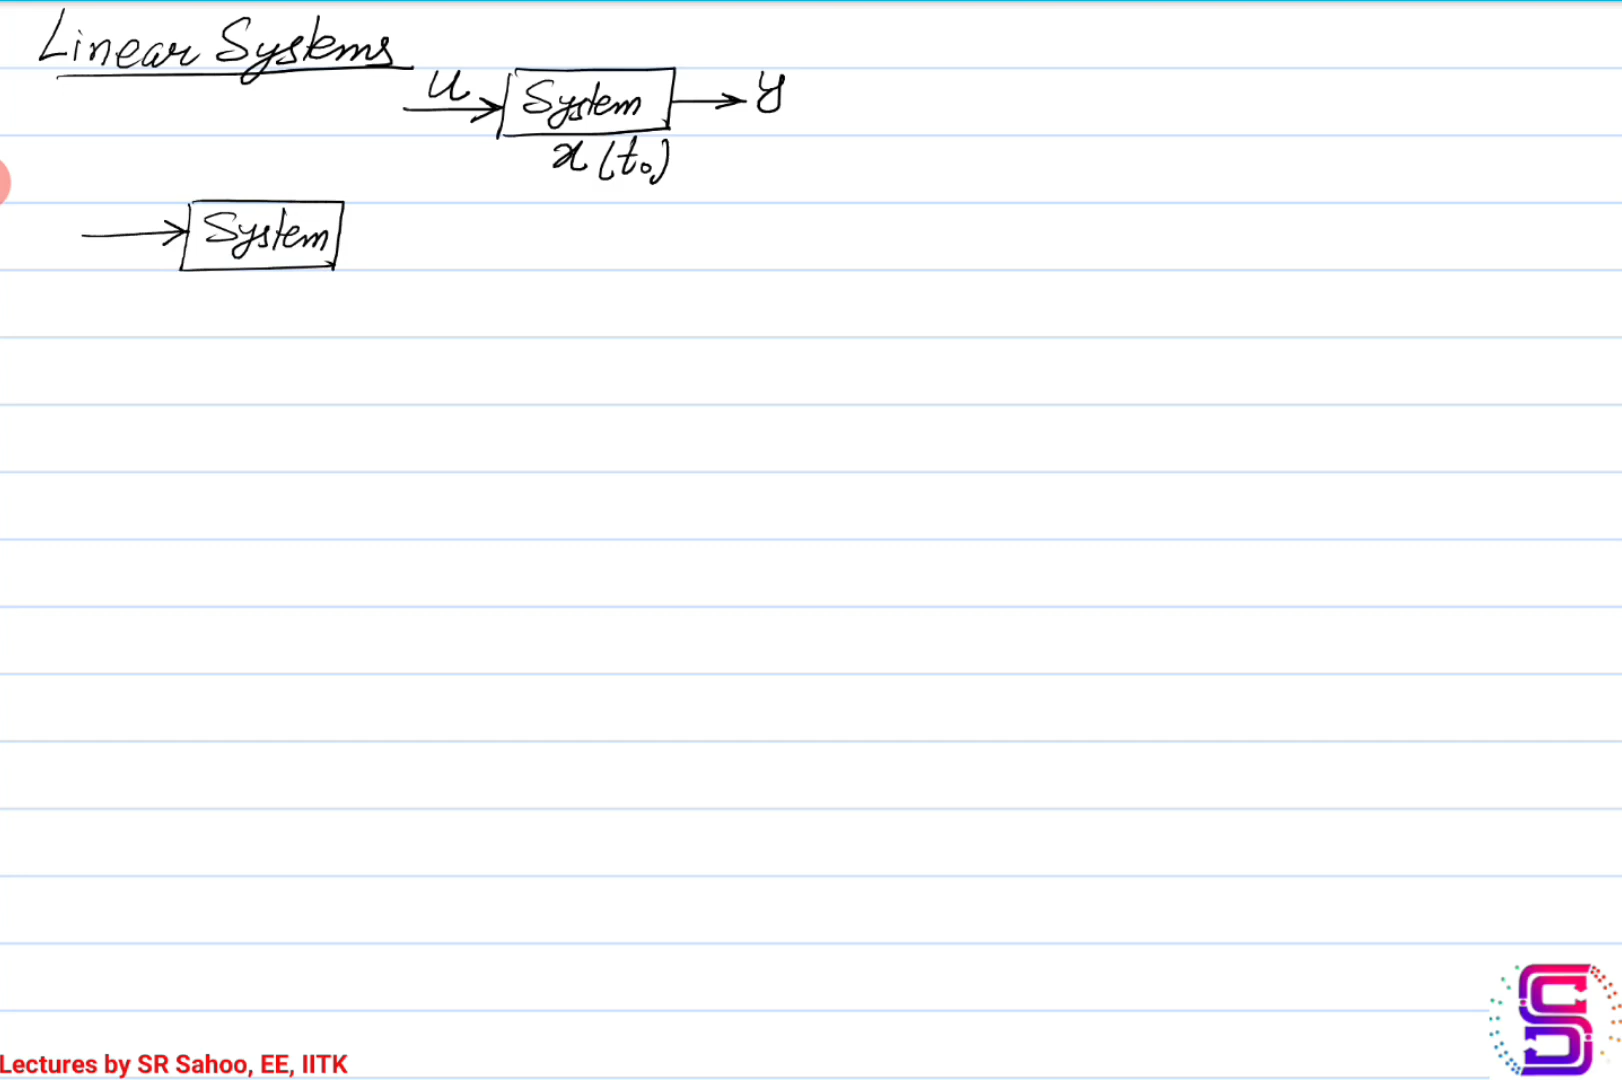 Linear Systems
u System y
x(t₀)
System
Lectures by SR Sahoo, EE, IITK